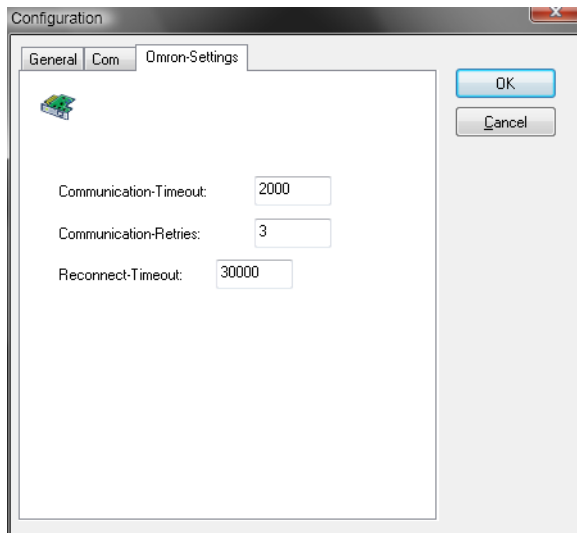 Configuration
General Com Omron-Settings
OK
Cancel
Communication-Timeout: 2000
Communication-Retries: 3
Reconnect-Timeout: 30000